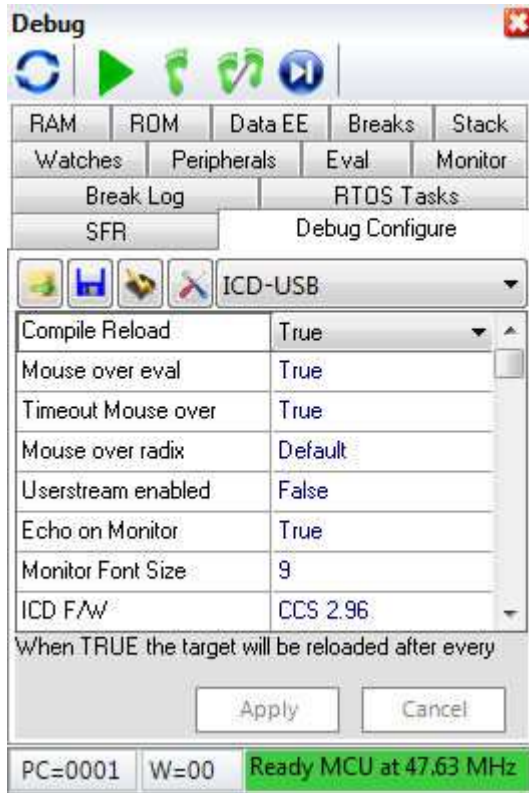 Debug
RAM ROM Data EE Breaks Stack
Watches Peripherals Eval Monitor
Break Log RTOS Tasks
SFR Debug Configure
ICD-USB
Compile Reload True
Mouse over eval True
Timeout Mouse over True
Mouse over radix Default
Userstream enabled False
Echo on Monitor True
Monitor Font Size 9
ICD F/W CCS 2.96
When TRUE the target will be reloaded after every
Apply Cancel
PC=0001 W=00 Ready MCU at 47.63 MHz